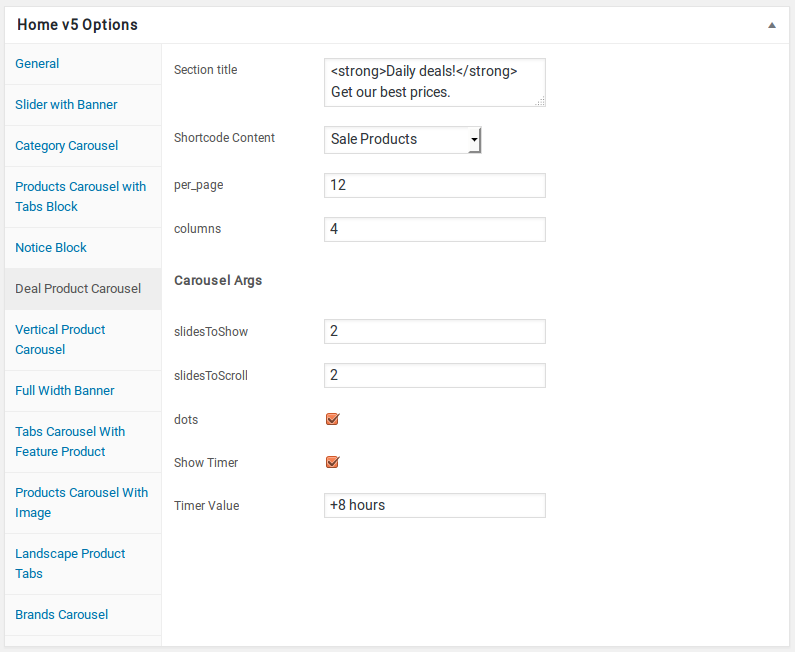 Home v5 Options
General
Slider with Banner
Category Carousel
Products Carousel with
Tabs Block
Notice Block
Deal Product Carousel
Vertical Product
Carousel
Full Width Banner
Tabs Carousel With
Feature Product
Products Carousel With
Image
Landscape Product
Tabs
Brands Carousel
Section title
<strong>Daily deals!</strong>
Get our best prices.
Shortcode Content
Sale Products
per_page
12
columns
4
Carousel Args
slidesToShow
2
slidesToScroll
2
dots
Show Timer
Timer Value
+8 hours